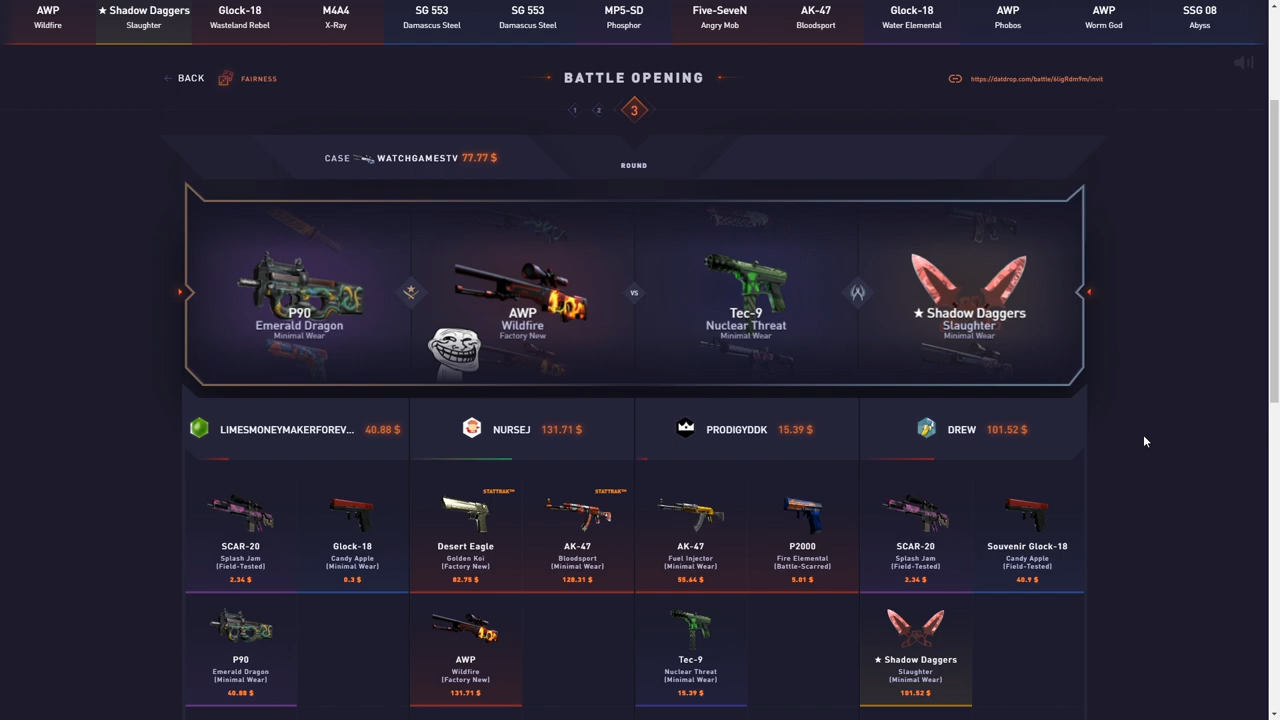 AWP
Wildfire
★ Shadow Daggers
Slaughter
Glock-18
Wasteland Rebel
M4A4
X-Ray
SG 553
Damascus Steel
SG 553
Damascus Steel
MP5-SD
Phosphor
Five-SeveN
Angry Mob
AK-47
Bloodsport
Glock-18
Water Elemental
AWP
Phobos
AWP
Worm God
SSG 08
Abyss
← BACK
FAIRNESS
BATTLE OPENING
https://datdrop.com/battle/6ligRdm9m/invit
1
2
3
CASE WATCHGAMESTV 77.77 $
ROUND
P90
Emerald Dragon
Minimal Wear
AWP
Wildfire
Factory New
VS
Tec-9
Nuclear Threat
Minimal Wear
★ Shadow Daggers
Slaughter
Minimal Wear
LIMESMONEYMAKERFOREV... 40.88 $
NURSEJ 131.71 $
PRODIGYDDK 15.39 $
DREW 101.52 $
SCAR-20
Splash Jam
(Field-Tested)
2.34 $
Glock-18
Candy Apple
(Minimal Wear)
0.3 $
STATTRAK™
Desert Eagle
Golden Koi
(Factory New)
82.75 $
STATTRAK™
AK-47
Bloodsport
(Minimal Wear)
128.31 $
AK-47
Fuel Injector
(Minimal Wear)
55.64 $
P2000
Fire Elemental
(Battle-Scarred)
5.01 $
SCAR-20
Splash Jam
(Field-Tested)
2.34 $
Souvenir Glock-18
Candy Apple
(Field-Tested)
40.9 $
P90
Emerald Dragon
(Minimal Wear)
40.88 $
AWP
Wildfire
(Factory New)
131.71 $
Tec-9
Nuclear Threat
(Minimal Wear)
15.39 $
★ Shadow Daggers
Slaughter
(Minimal Wear)
101.52 $